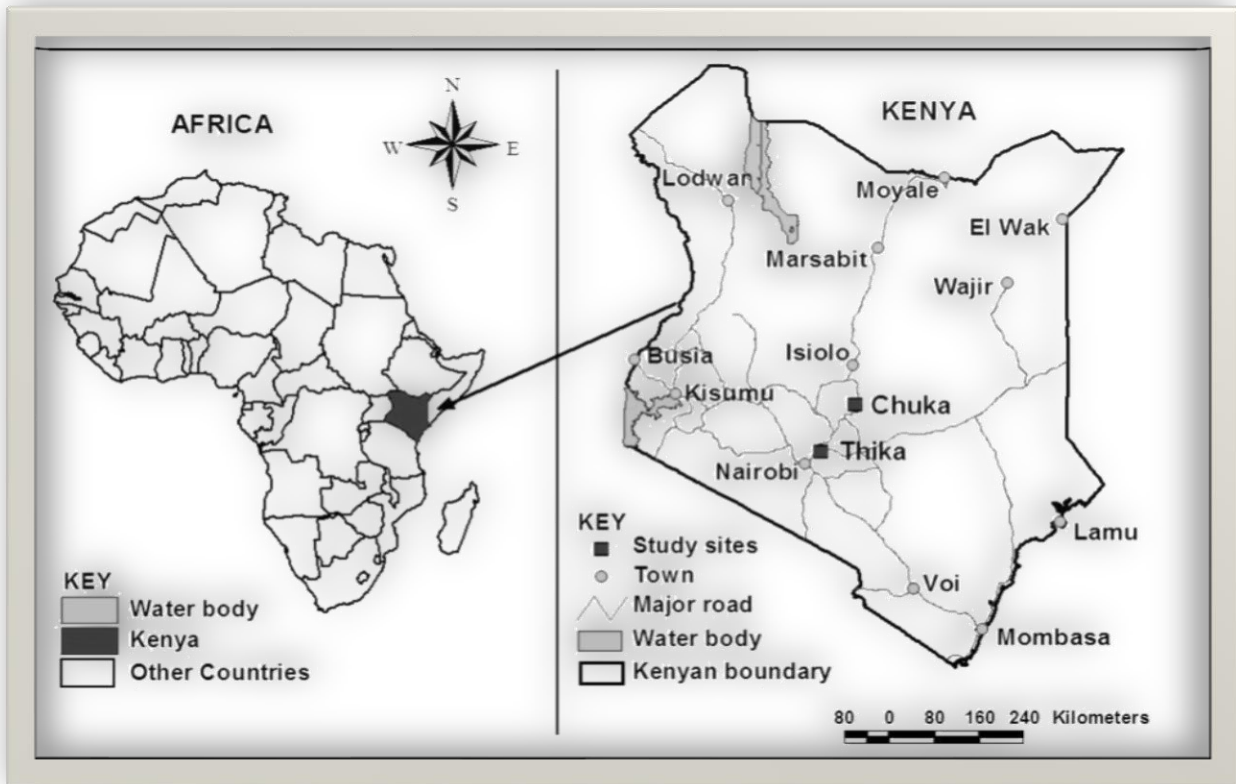 AFRICA
N
W
E
S
KEY
Water body
Kenya
Other Countries
KENYA
Lodwar
Moyale
El Wak
Marsabit
Wajir
Busia
Isiolo
Kisumu
Chuka
Thika
Nairobi
Lamu
Voi
Mombasa
KEY
Study sites
Town
Major road
Water body
Kenyan boundary
80 0 80 160 240 Kilometers